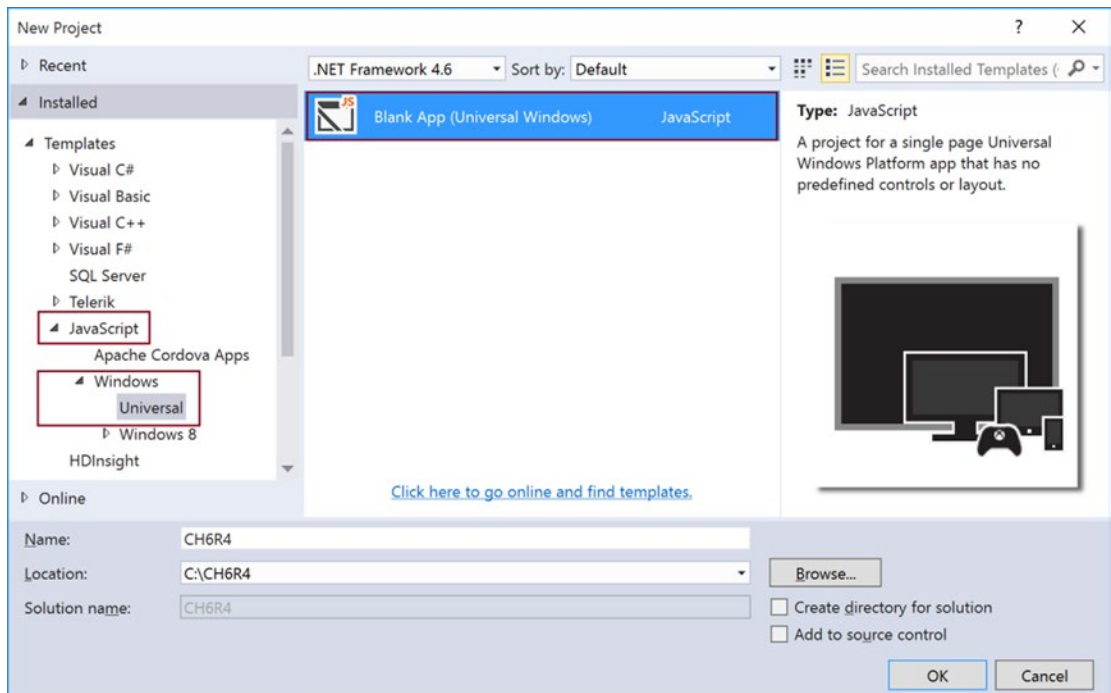 New Project ?
Recent
.NET Framework 4.6 Sort by: Default
Installed
Templates
Visual C#
Visual Basic
Visual C++
Visual F#
SQL Server
Telerik
JavaScript
Apache Cordova Apps
Windows
Universal
Windows 8
HDInsight
Online
JS
Blank App (Universal Windows) JavaScript
Click here to go online and find templates.
Search Installed Templates (
Type: JavaScript
A project for a single page Universal
Windows Platform app that has no
predefined controls or layout.
Name: CH6R4
Location: C:\CH6R4
Browse...
Solution name: CH6R4
Create directory for solution
Add to source control
OK Cancel